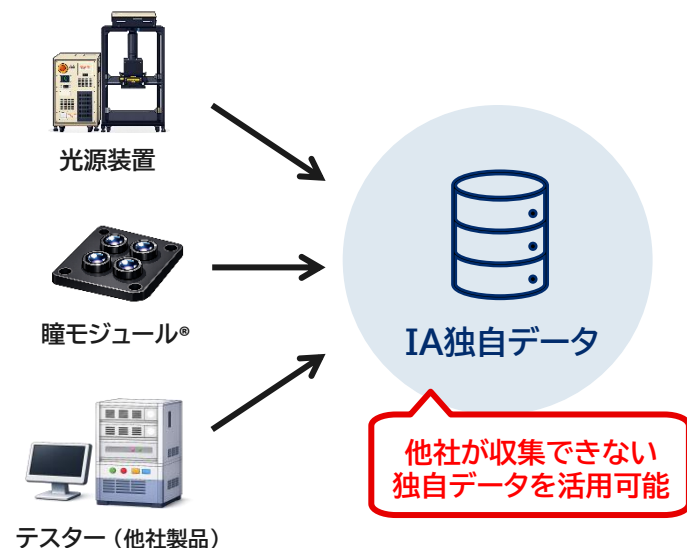 光源装置
瞳モジュール®
IA独自データ
他社が収集できない
独自データを活用可能
テスター（他社製品）